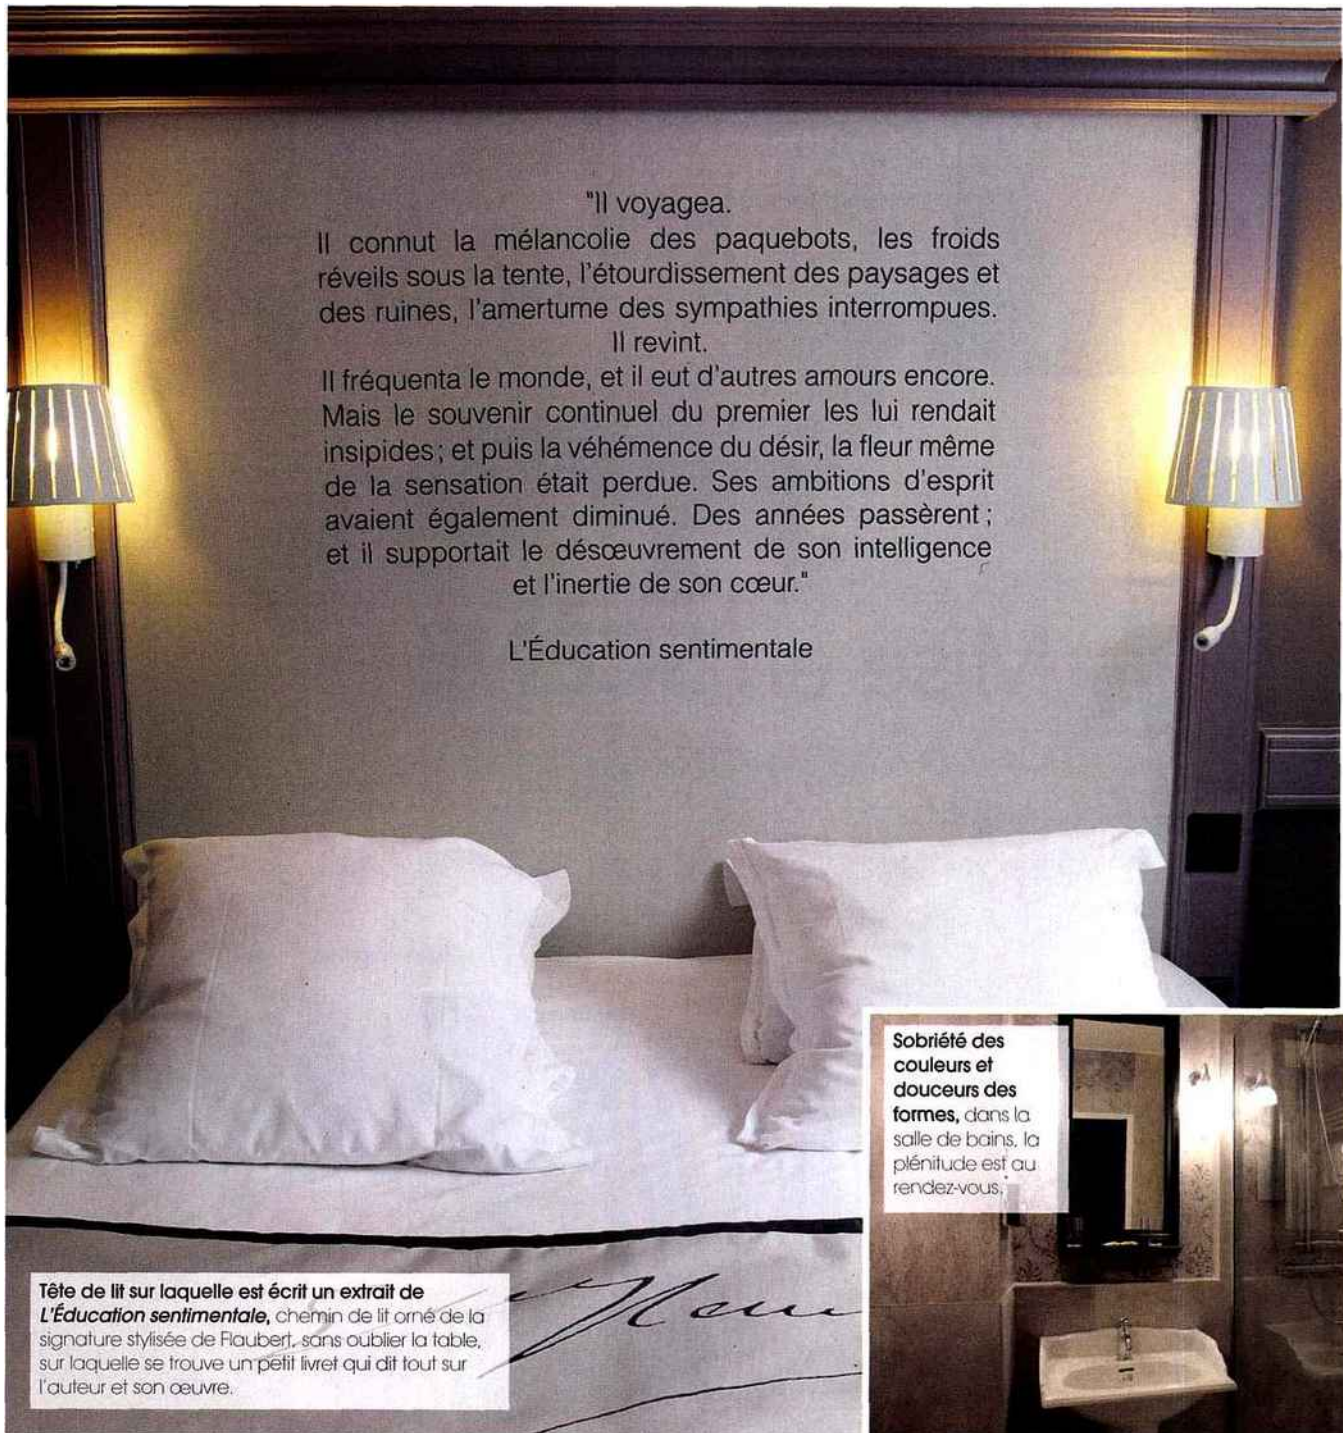 "Il voyagea.
Il connut la mélancolie des paquebots, les froids
réveils sous la tente, l'étourdissement des paysages et
des ruines, l'amertume des sympathies interrompues.
Il revint.
Il fréquenta le monde, et il eut d'autres amours encore.
Mais le souvenir continuel du premier les lui rendait
insipides ; et puis la véhémence du désir, la fleur même
de la sensation était perdue. Ses ambitions d'esprit
avaient également diminué. Des années passèrent ;
et il supportait le désœuvrement de son intelligence
et l'inertie de son cœur."
L'Éducation sentimentale
Sobriété des
couleurs et
douceurs des
formes, dans la
salle de bains, la
plénitude est au
rendez-vous.
Tête de lit sur laquelle est écrit un extrait de
L'Éducation sentimentale, chemin de lit orné de la
signature stylisée de Flaubert, sans oublier la table,
sur laquelle se trouve un petit livret qui dit tout sur
l'auteur et son œuvre.